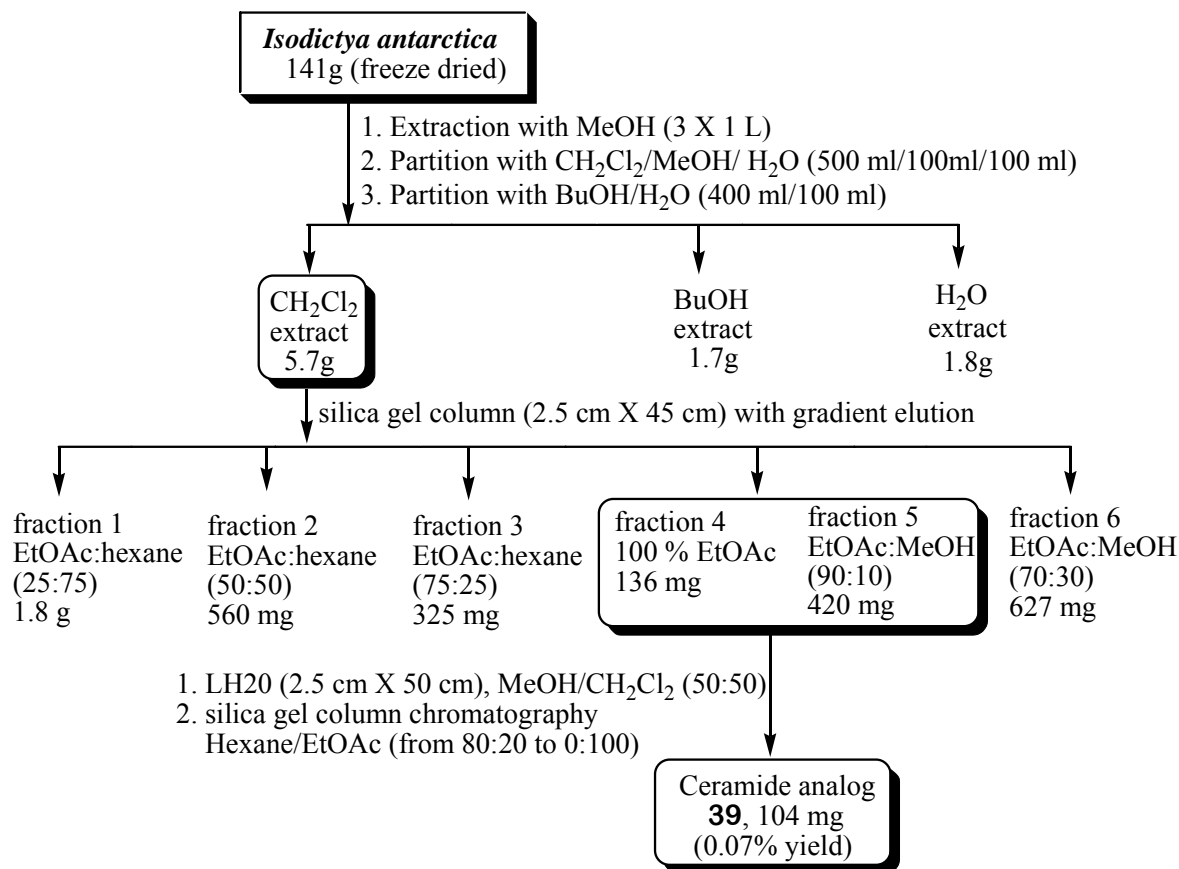 Isodictya antarctica
141g (freeze dried)
1. Extraction with MeOH (3 X 1 L)
2. Partition with CH₂Cl₂/MeOH/ H₂O (500 ml/100ml/100 ml)
3. Partition with BuOH/H₂O (400 ml/100 ml)
CH₂Cl₂
extract
5.7g
BuOH
extract
1.7g
H₂O
extract
1.8g
silica gel column (2.5 cm X 45 cm) with gradient elution
fraction 1
EtOAc:hexane
(25:75)
1.8 g
fraction 2
EtOAc:hexane
(50:50)
560 mg
fraction 3
EtOAc:hexane
(75:25)
325 mg
fraction 4
100 % EtOAc
136 mg
fraction 5
EtOAc:MeOH
(90:10)
420 mg
fraction 6
EtOAc:MeOH
(70:30)
627 mg
1. LH20 (2.5 cm X 50 cm), MeOH/CH₂Cl₂ (50:50)
2. silica gel column chromatography
Hexane/EtOAc (from 80:20 to 0:100)
Ceramide analog
39, 104 mg
(0.07% yield)